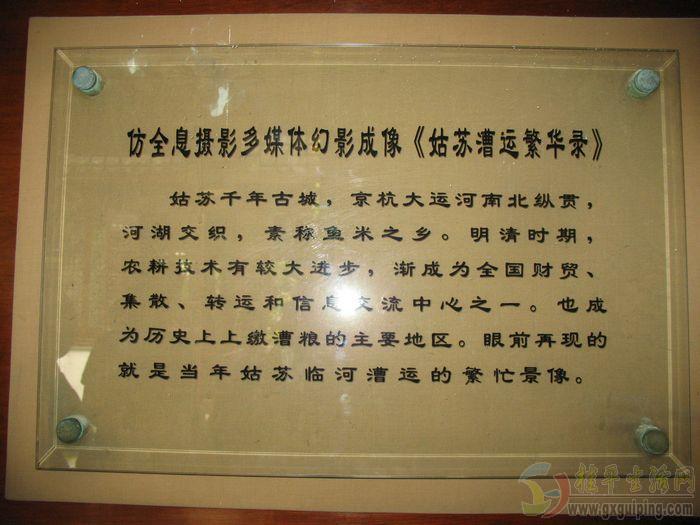 仿全息摄影多媒体幻影成像《姑苏漕运繁华录》
姑苏千年古城，京杭大运河南北纵贯，
河湖交织，素称鱼米之乡。明清时期，
农耕技术有较大进步，渐成为全国财贸、
集散、转运和信息交流中心之一。也成
为历史上上缴漕粮的主要地区。眼前再现的
就是当年姑苏临河漕运的繁忙景像。
桂平生活网
www.gxguiping.com